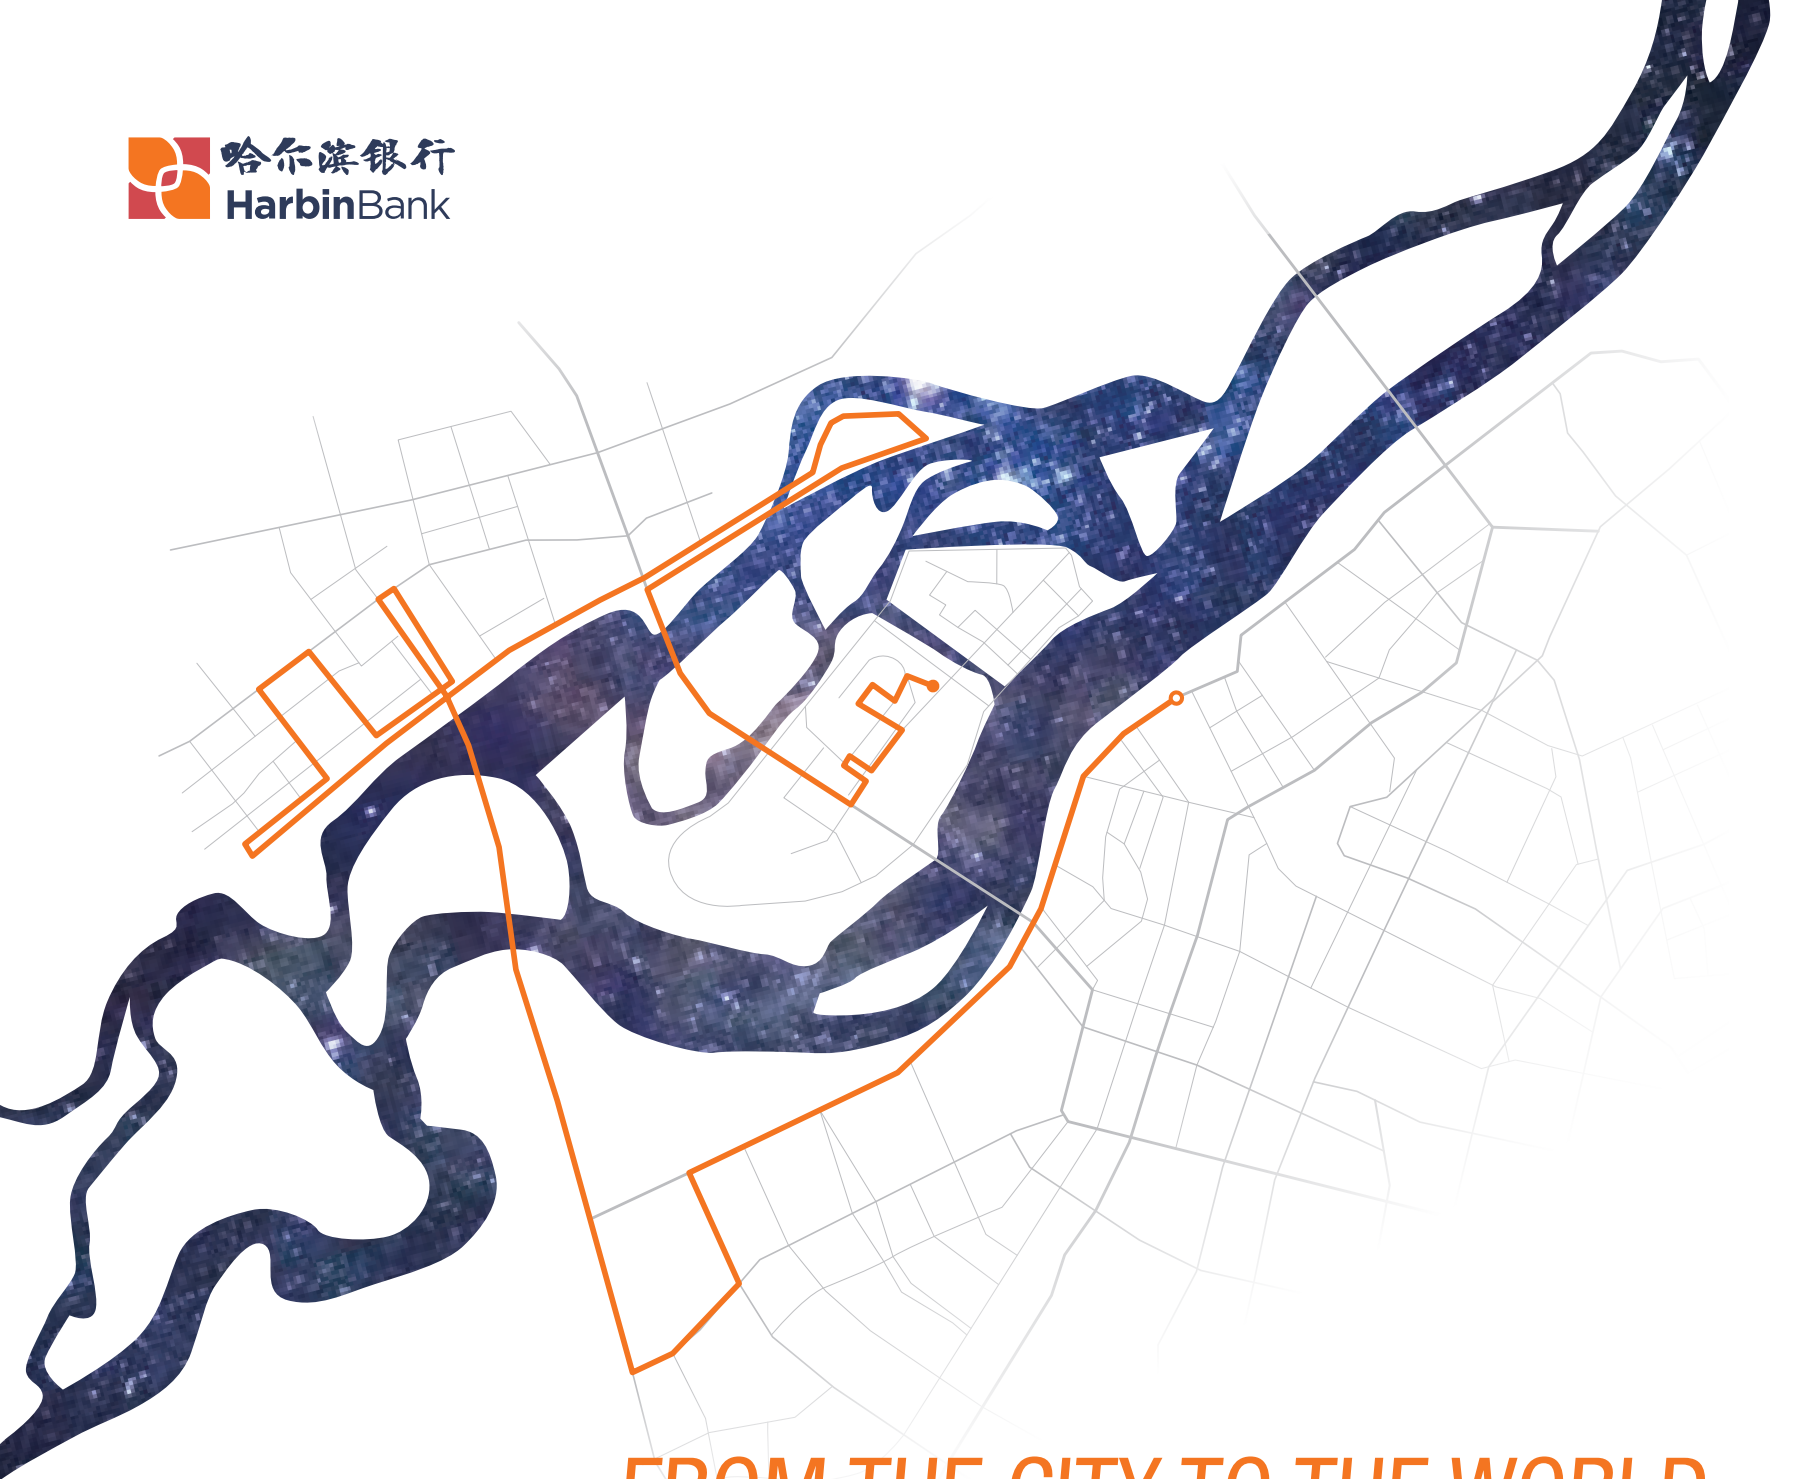 哈尔滨银行
HarbinBank
FROM THE CITY TO THE WORLD